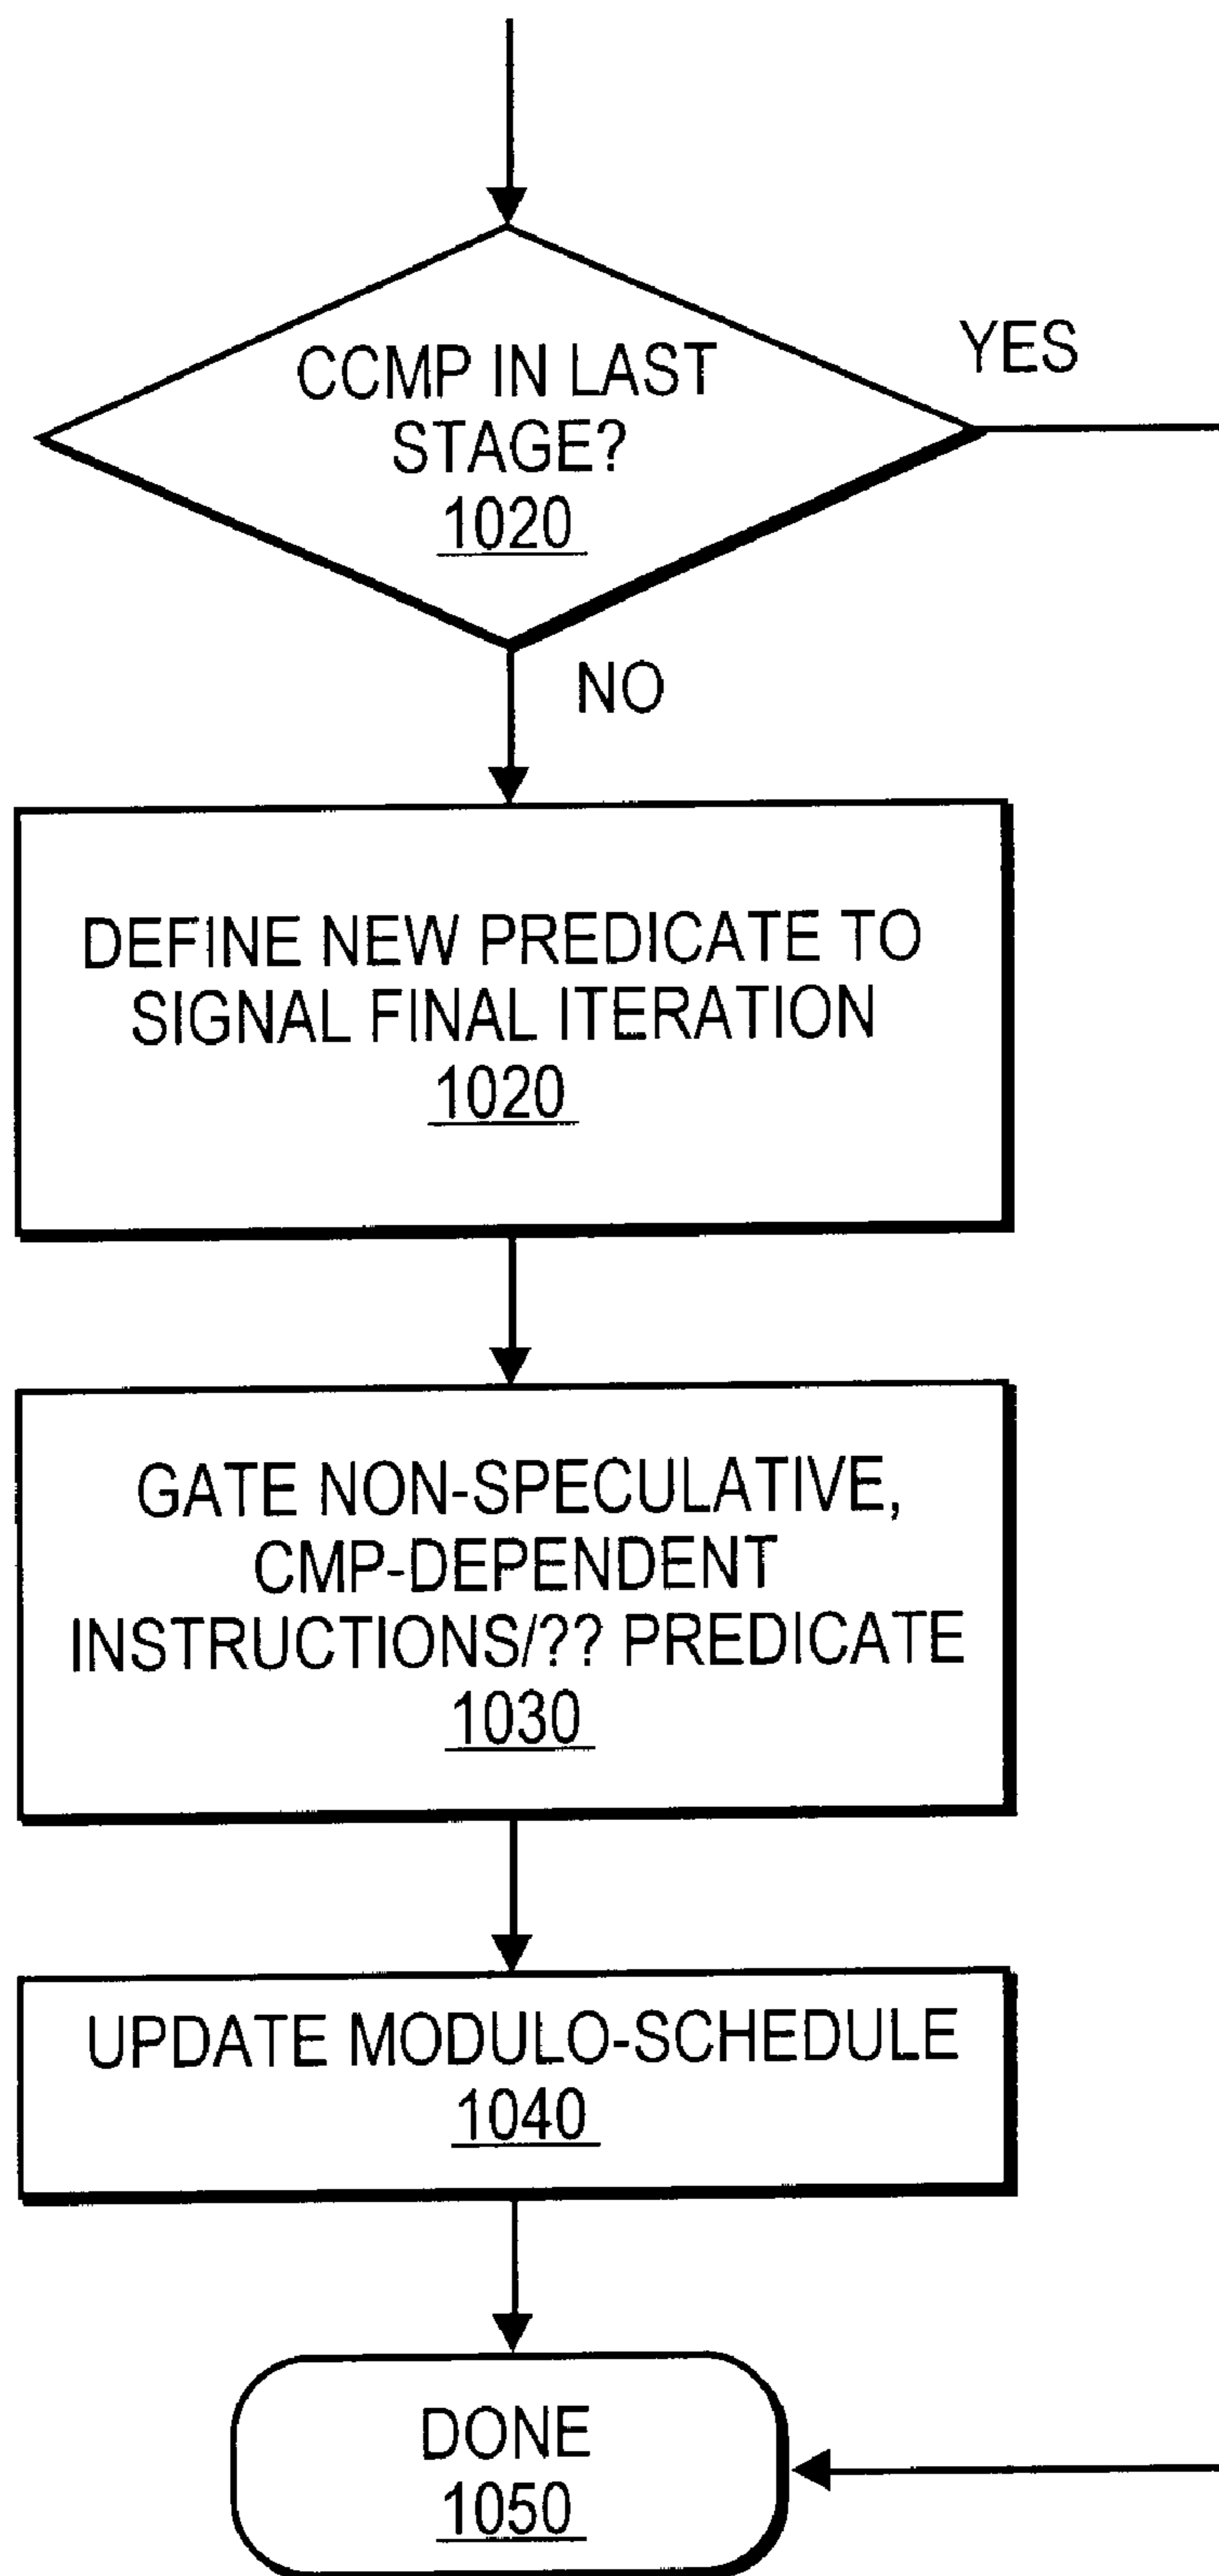 CCMP IN LAST
STAGE?
1020
YES
NO
DEFINE NEW PREDICATE TO
SIGNAL FINAL ITERATION
1020
GATE NON-SPECULATIVE,
CMP-DEPENDENT
INSTRUCTIONS/?? PREDICATE
1030
UPDATE MODULO-SCHEDULE
1040
DONE
1050